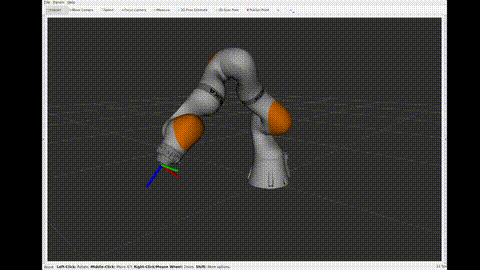 File Panels Help
Interact Move Camera Select Focus Camera Measure 2D Pose Estimate 2D Goal Pose Publish Point
Reset Left-Click: Rotate. Middle-Click: Move X/Y. Right-Click/Mouse Wheel: Zoom. Shift: More options.